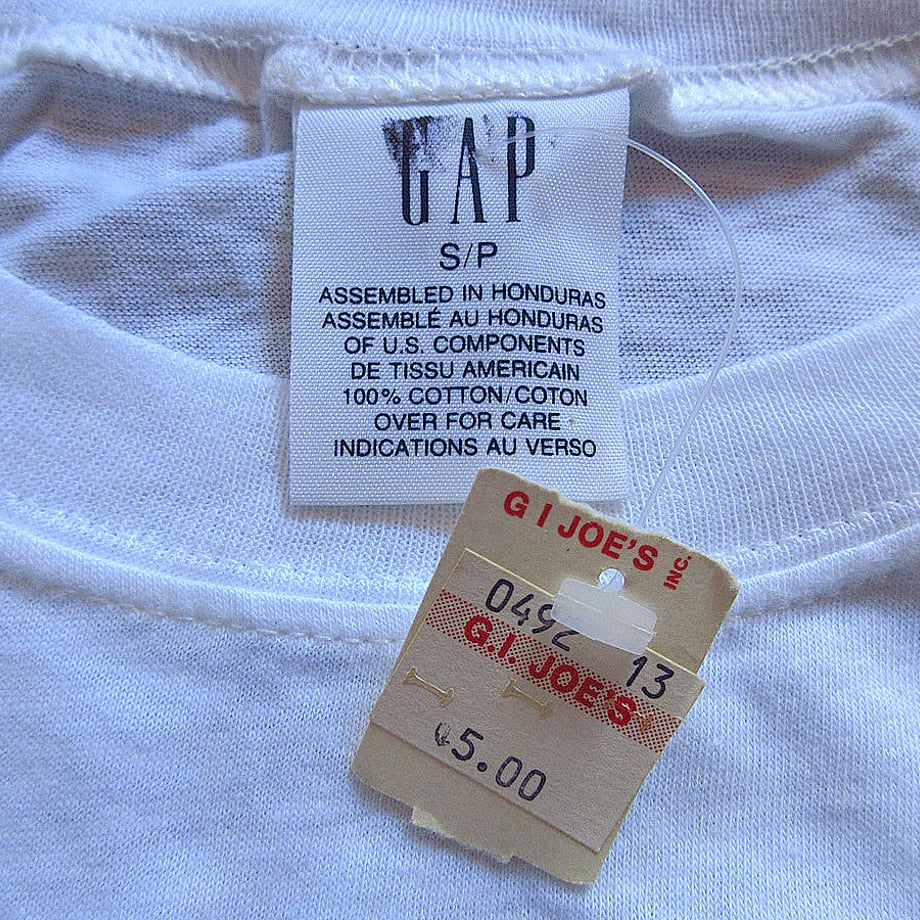 GAP
S/P
ASSEMBLED IN HONDURAS
ASSEMBLÉ AU HONDURAS
OF U.S. COMPONENTS
DE TISSU AMERICAIN
100% COTTON/COTON
OVER FOR CARE
INDICATIONS AU VERSO
G I JOE'S INC.
0492 13
G.I. JOE'S
5.00